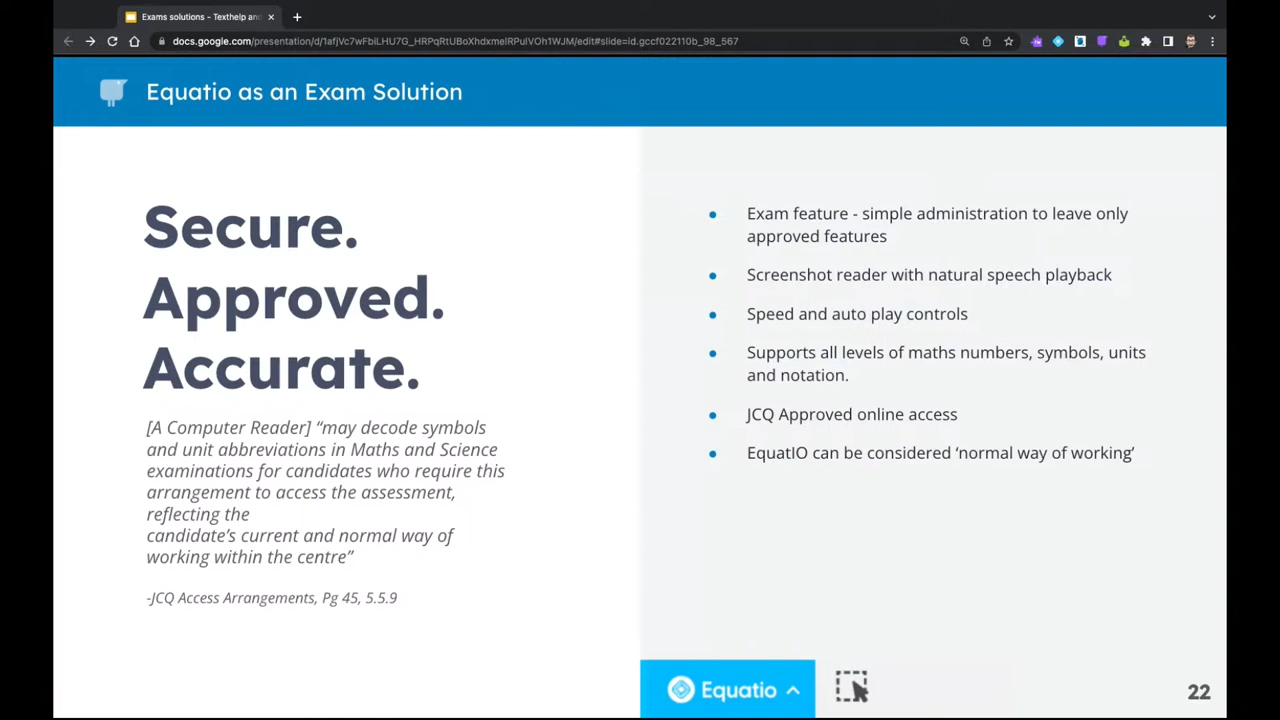 Exams solutions - Texthelp and
docs.google.com/presentation/d/1afjVc7wFbiLHU7G_HRPqRtUBoXhdxmelRPulVOh1WJM/edit#slide=id.gccf022110b_98_567
Equatio as an Exam Solution
Secure.
Approved.
Accurate.
[A Computer Reader] “may decode symbols
and unit abbreviations in Maths and Science
examinations for candidates who require this
arrangement to access the assessment,
reflecting the
candidate’s current and normal way of
working within the centre”
-JCQ Access Arrangements, Pg 45, 5.5.9
Exam feature - simple administration to leave only
approved features
Screenshot reader with natural speech playback
Speed and auto play controls
Supports all levels of maths numbers, symbols, units
and notation.
JCQ Approved online access
EquatIO can be considered ‘normal way of working’
Equatio
22